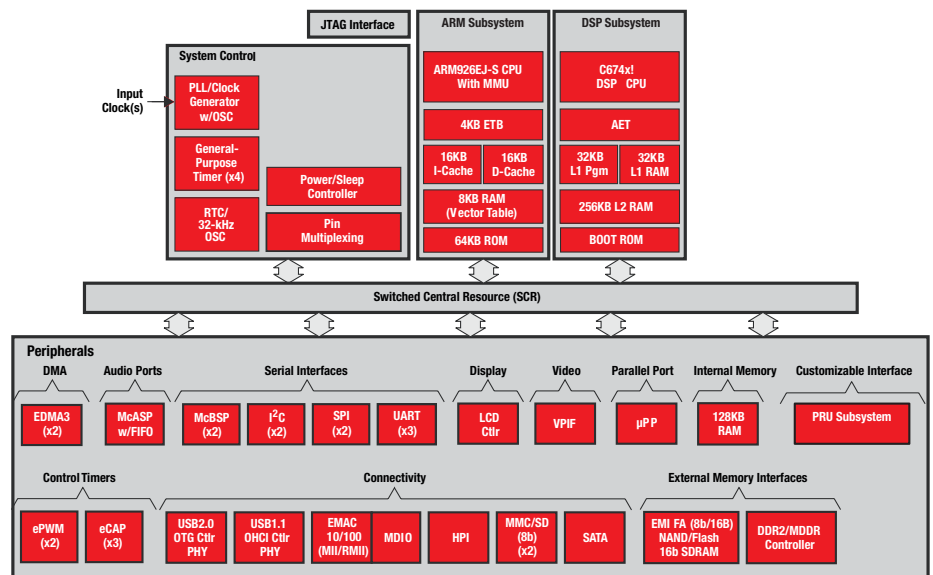 JTAG Interface
ARM Subsystem
DSP Subsystem
System Control
Input
Clock(s)
PLL/Clock
Generator
w/OSC
General-
Purpose
Timer (x4)
RTC/
32-kHz
OSC
Power/Sleep
Controller
Pin
Multiplexing
ARM926EJ-S CPU
With MMU
4KB ETB
16KB
I-Cache
16KB
D-Cache
8KB RAM
(Vector Table)
64KB ROM
C674x!
DSP CPU
AET
32KB
L1 Pgm
32KB
L1 RAM
256KB L2 RAM
BOOT ROM
Switched Central Resource (SCR)
Peripherals
DMA
Audio Ports
Serial Interfaces
Display
Video
Parallel Port
Internal Memory
Customizable Interface
EDMA3
(x2)
McASP
w/FIFO
McBSP
(x2)
I2C
(x2)
SPI
(x2)
UART
(x3)
LCD
Ctlr
VPIF
µPP
128KB
RAM
PRU Subsystem
Control Timers
Connectivity
External Memory Interfaces
ePWM
(x2)
eCAP
(x3)
USB2.0
OTG Ctlr
PHY
USB1.1
OHCI Ctlr
PHY
EMAC
10/100
(MII/RMII)
MDIO
HPI
MMC/SD
(8b)
(x2)
SATA
EMI FA (8b/16B)
NAND/Flash
16b SDRAM
DDR2/MDDR
Controller